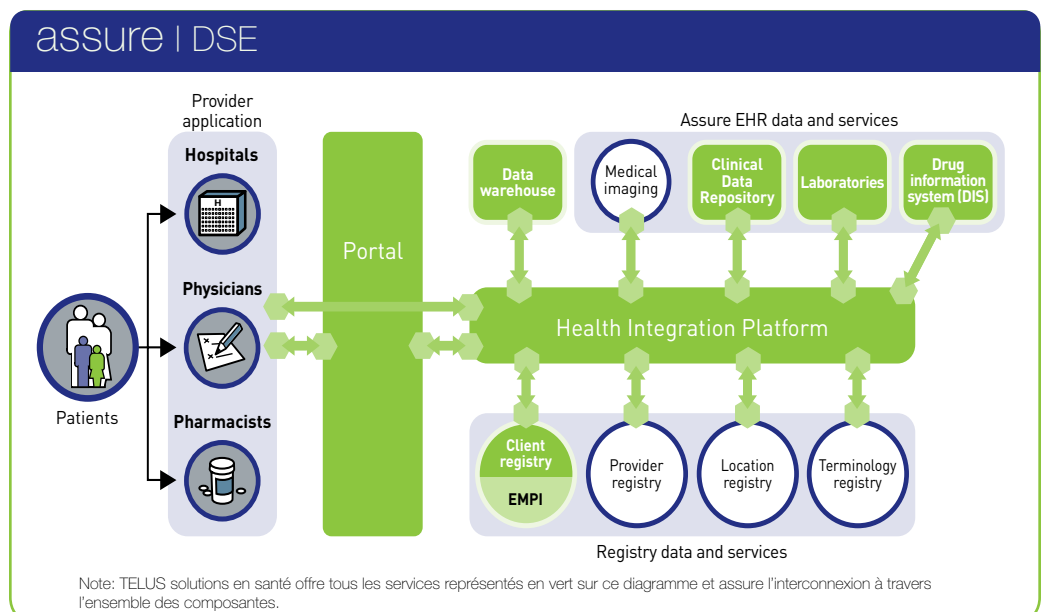 assure | DSE
Provider
application
Hospitals
H
Physicians
Pharmacists
Patients
Portal
Assure EHR data and services
Data
warehouse
Medical
imaging
Clinical
Data
Repository
Laboratories
Drug
information
system (DIS)
Health Integration Platform
Client
registry
EMPI
Provider
registry
Location
registry
Terminology
registry
Registry data and services
Note: TELUS solutions en santé offre tous les services représentés en vert sur ce diagramme et assure l'interconnexion à travers
l'ensemble des composantes.